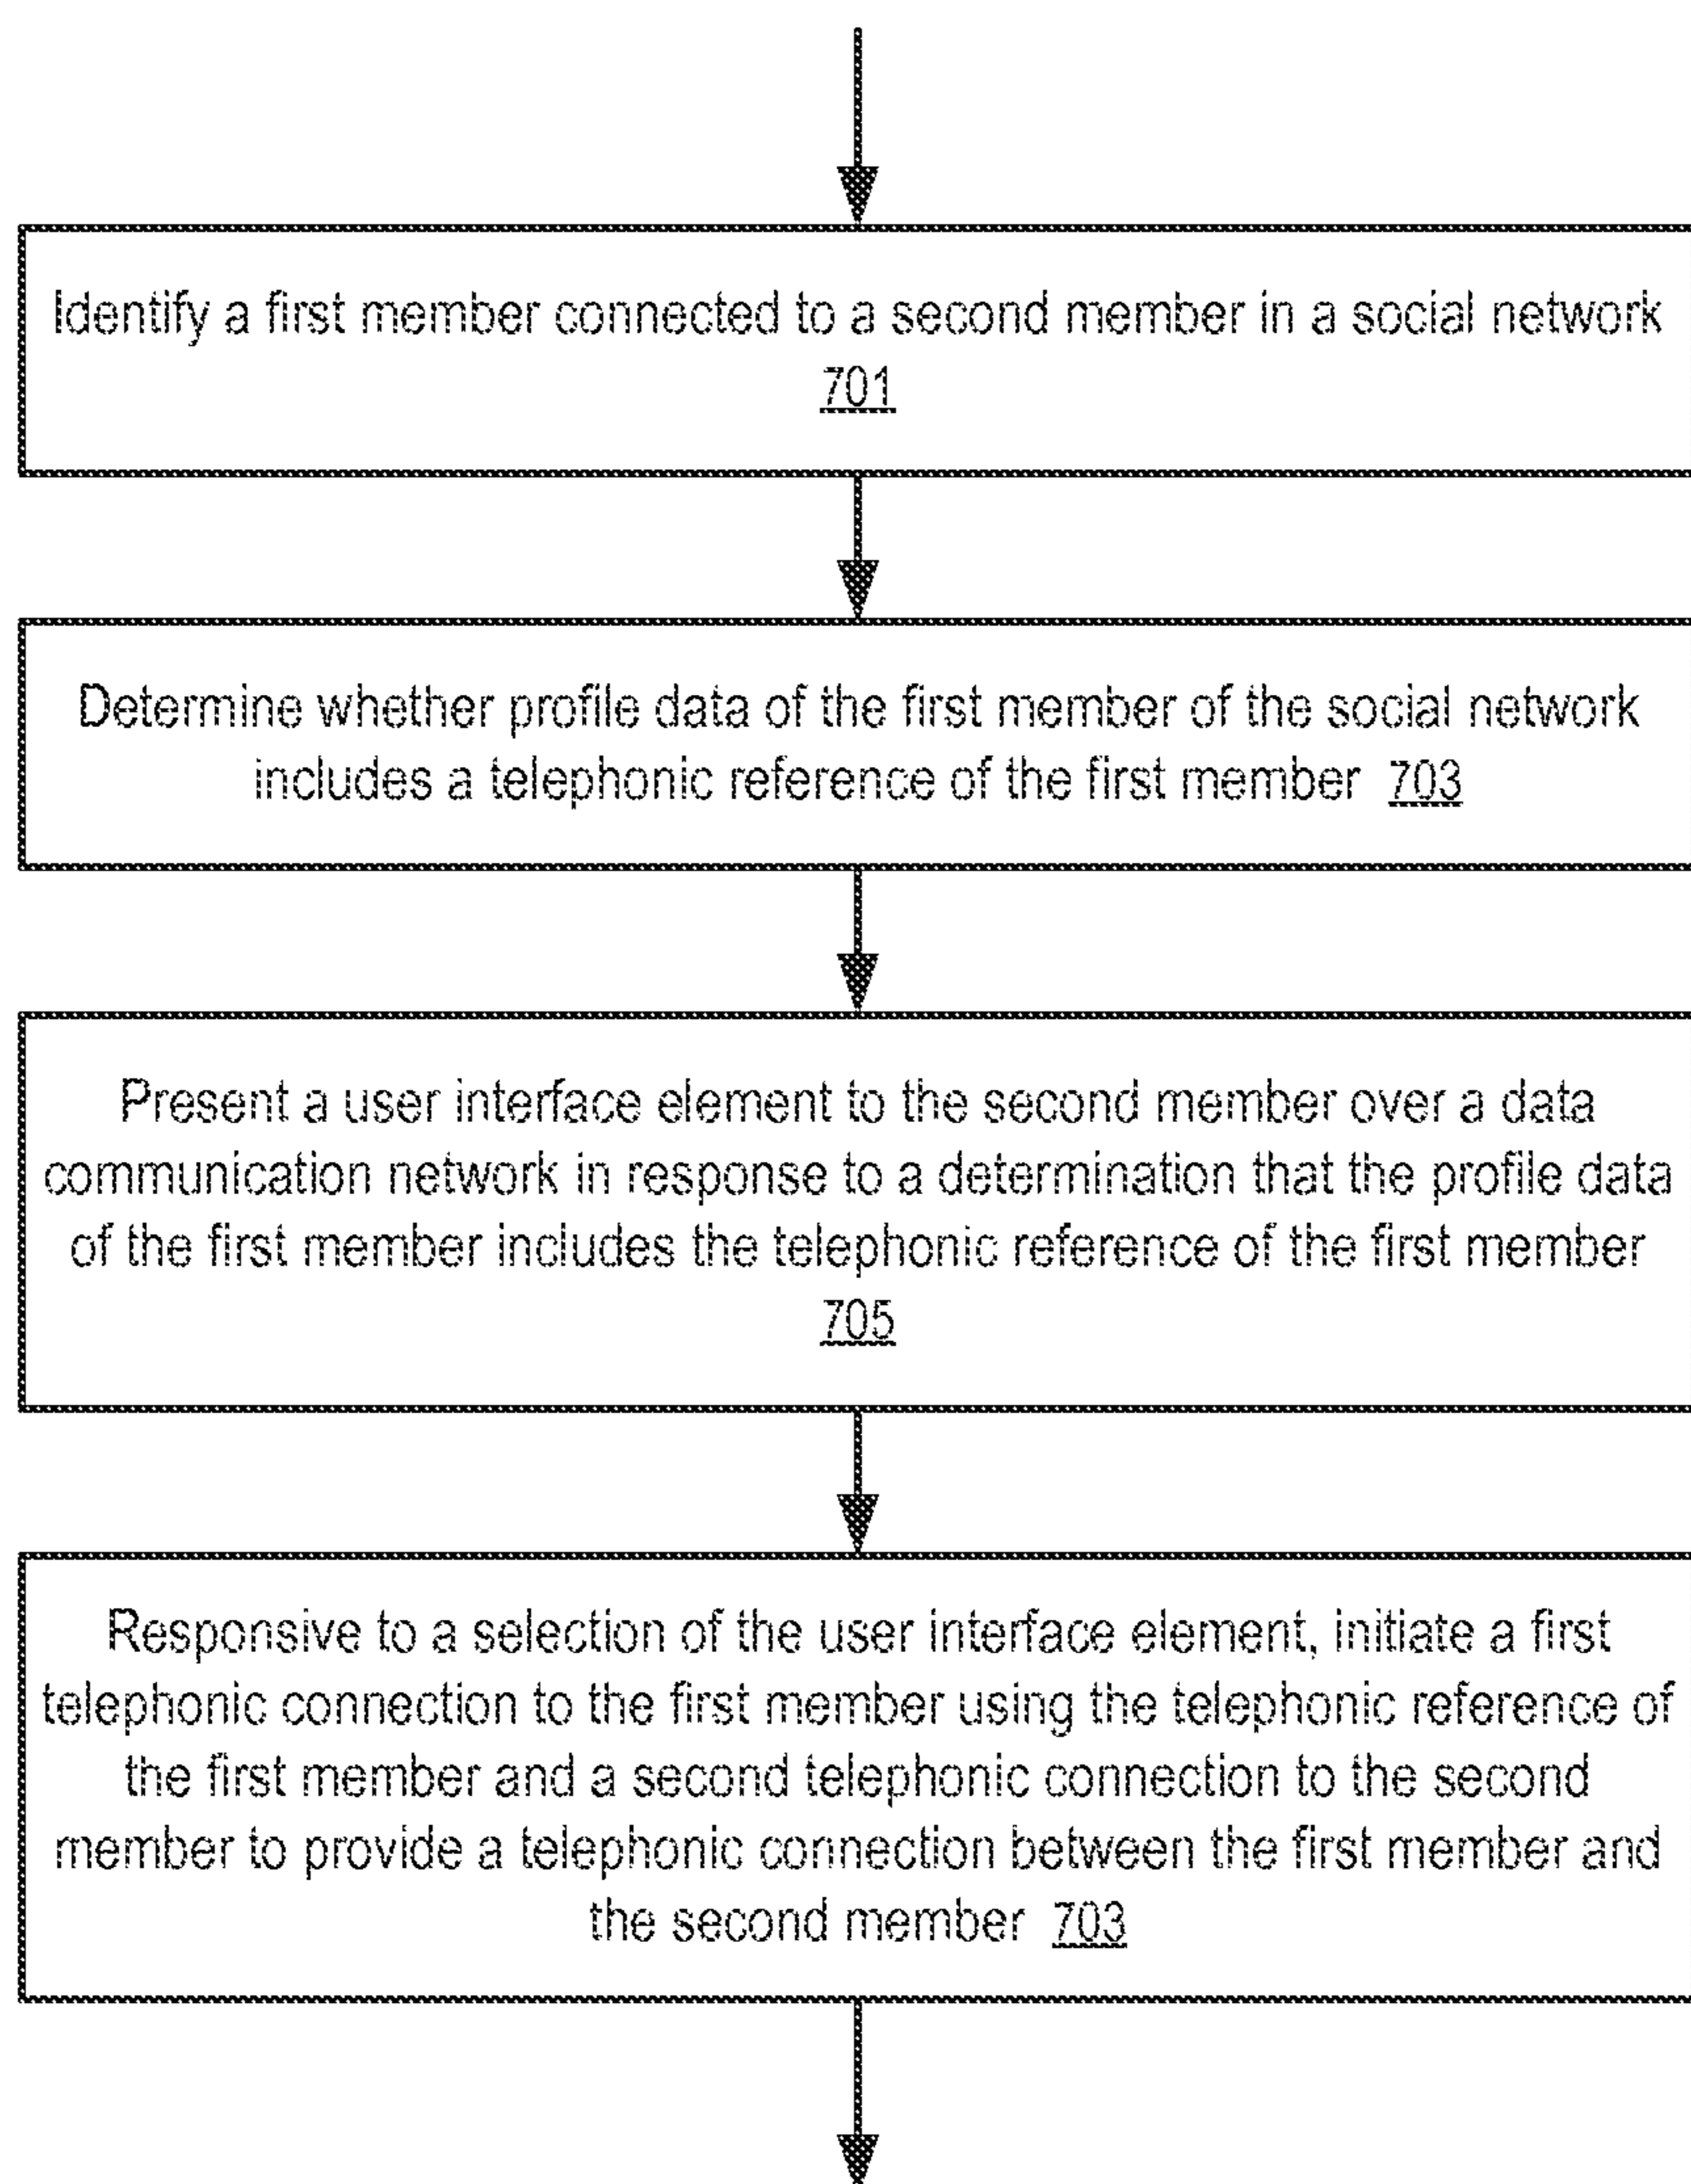 Identify a first member connected to a second member in a social network
701
Determine whether profile data of the first member of the social network
includes a telephonic reference of the first member 703
Present a user interface element to the second member over a data
communication network in response to a determination that the profile data
of the first member includes the telephonic reference of the first member
705
Responsive to a selection of the user interface element, initiate a first
telephonic connection to the first member using the telephonic reference of
the first member and a second telephonic connection to the second
member to provide a telephonic connection between the first member and
the second member 703